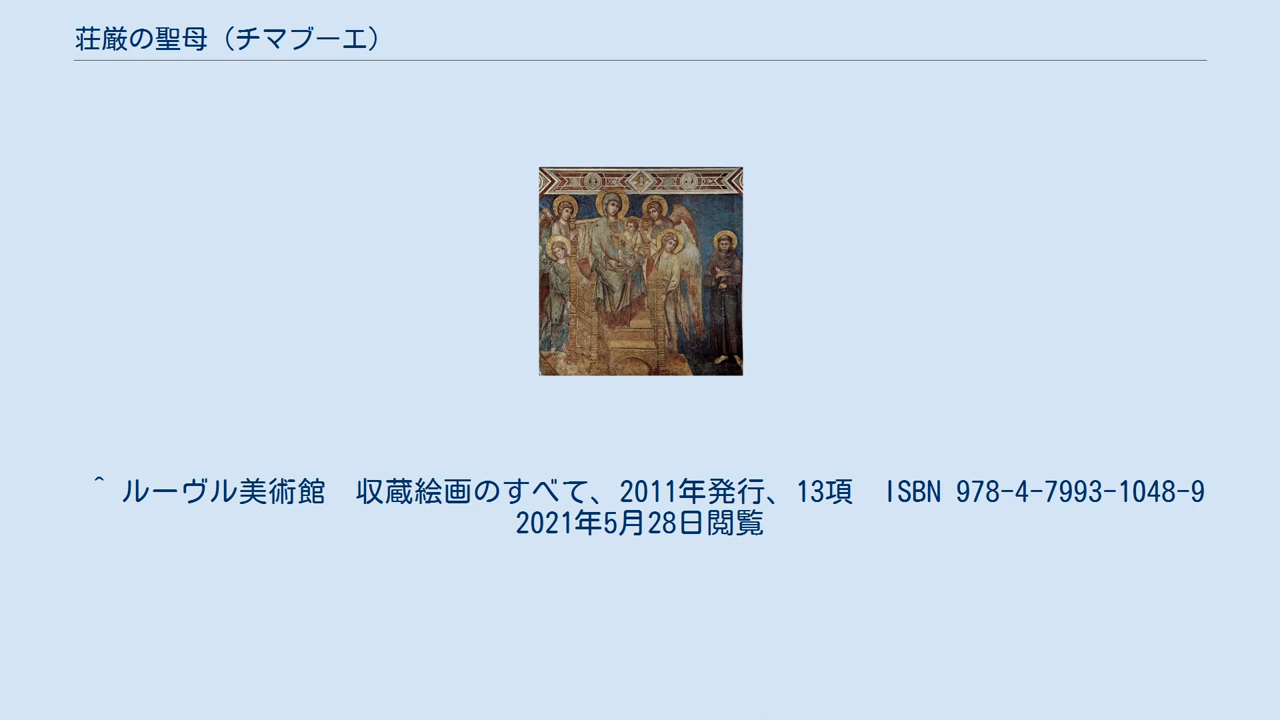 荘厳の聖母（チマブーエ）
^ ルーヴル美術館　収蔵絵画のすべて、2011年発行、13項　ISBN 978-4-7993-1048-9
2021年5月28日閲覧